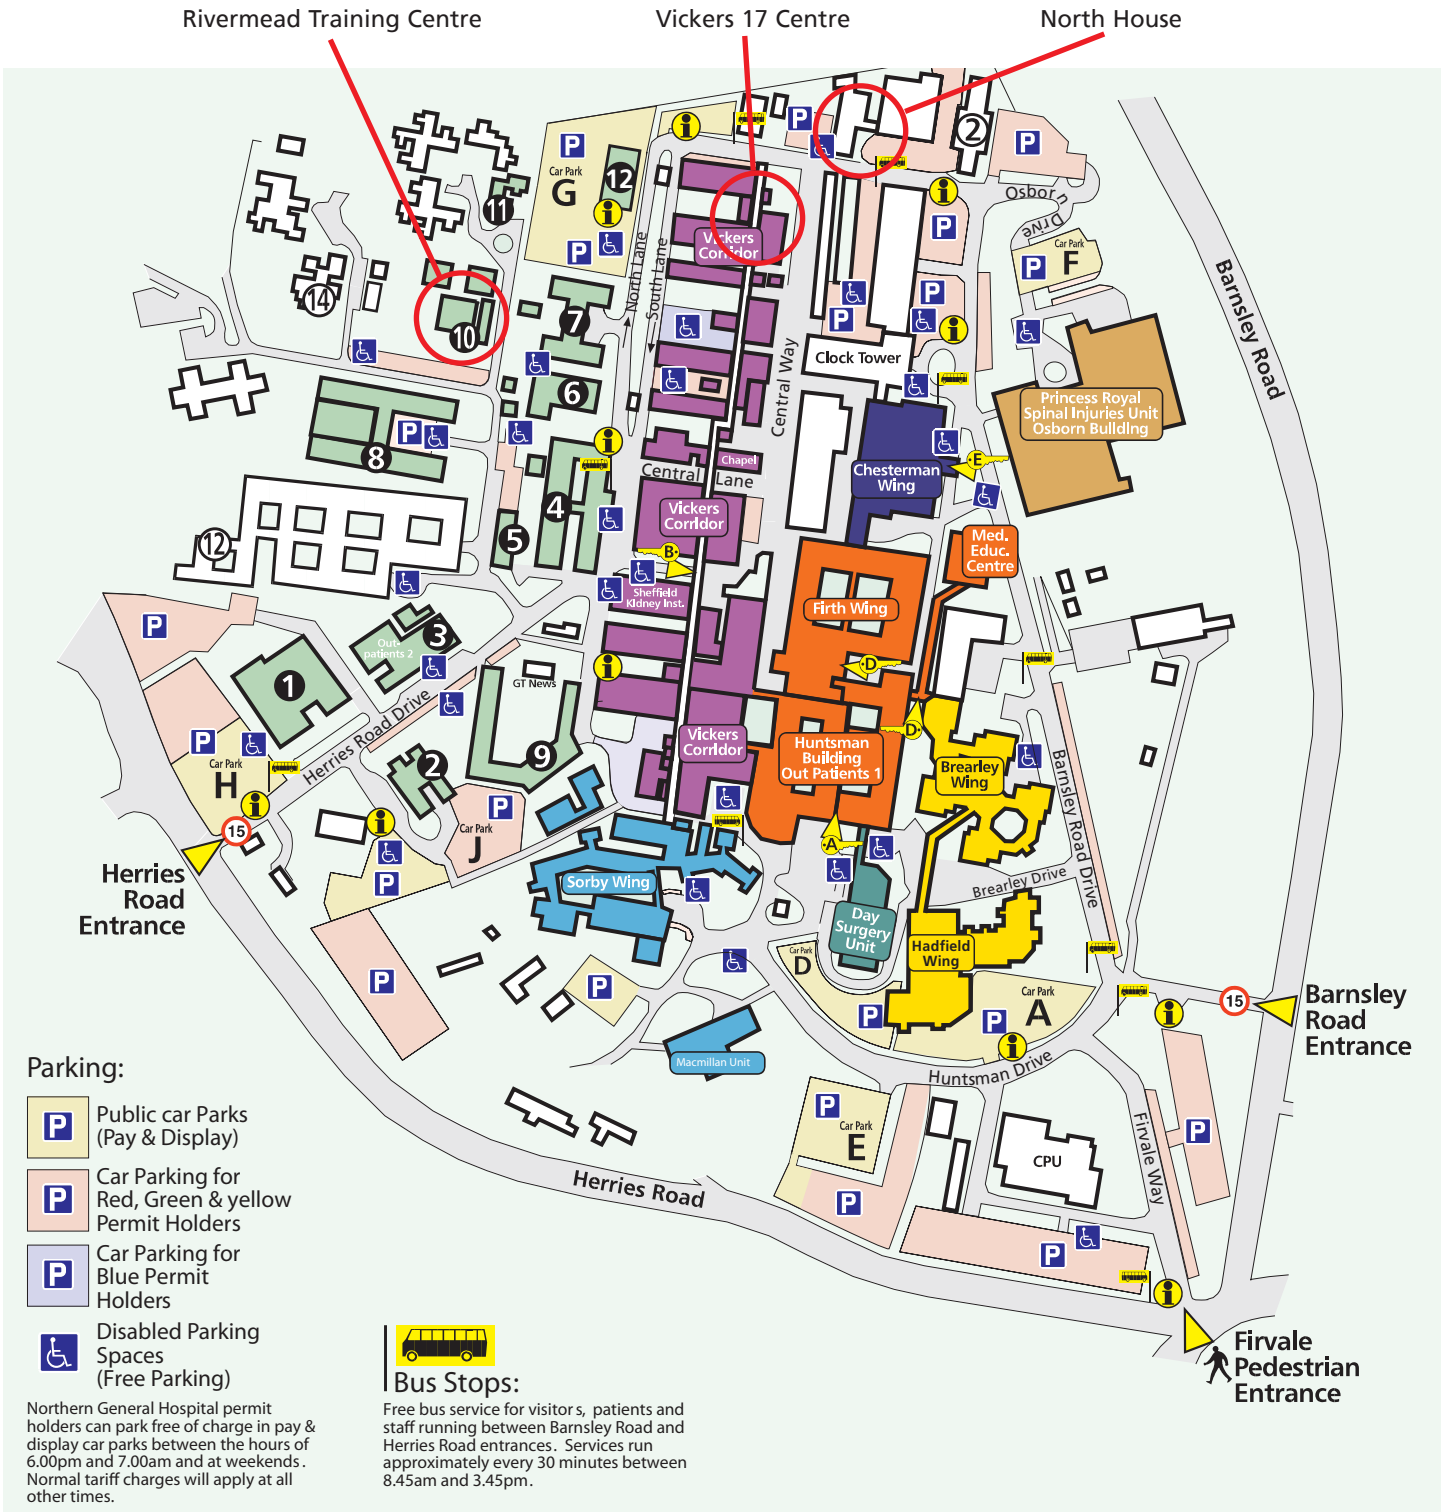 Rivermead Training Centre
Vickers 17 Centre
North House
P
2
P
P
12
Car Park
G
11
P
Osborn
Drive
P
Vickers
Corridor
Car Park
F
P
North Lane
South Lane
14
10
7
P
P
Barnsley Road
Clock Tower
Central Way
6
Princess Royal
Spinal Injuries Unit
Osborn Building
P
8
Chapel
Central Lane
Chesterman
Wing
E
4
Vickers
Corridor
12
5
B
Med.
Educ.
Centre
Sheffield
Kidney Inst.
Firth Wing
P
3
Out-
patients 2
D
1
GT News
Herries Road Drive
D
P
Vickers
Corridor
Huntsman
Building
Out Patients 1
9
2
Brearley
Wing
Barnsley Road Drive
Car Park
H
P
Car Park
J
15
A
Herries
Road
Entrance
P
Sorby Wing
Brearley Drive
Day
Surgery
Unit
Hadfield
Wing
Car Park
D
P
P
Car Park
A
P
P
15
Barnsley
Road
Entrance
Macmillan Unit
Huntsman Drive
P
Car Park
E
Firvale Way
P
CPU
Herries Road
P
P
Firvale
Pedestrian
Entrance
Parking:
P
Public car Parks
(Pay & Display)
P
Car Parking for
Red, Green & yellow
Permit Holders
P
Car Parking for
Blue Permit
Holders
Disabled Parking
Spaces
(Free Parking)
Northern General Hospital permit
holders can park free of charge in pay &
display car parks between the hours of
6.00pm and 7.00am and at weekends.
Normal tariff charges will apply at all
other times.
Bus Stops:
Free bus service for visitors, patients and
staff running between Barnsley Road and
Herries Road entrances. Services run
approximately every 30 minutes between
8.45am and 3.45pm.